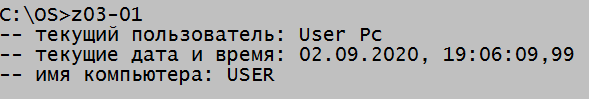 C:\OS>z03-01
-- текущий пользователь: User Pc
-- текущие дата и время: 02.09.2020, 19:06:09,99
-- имя компьютера: USER